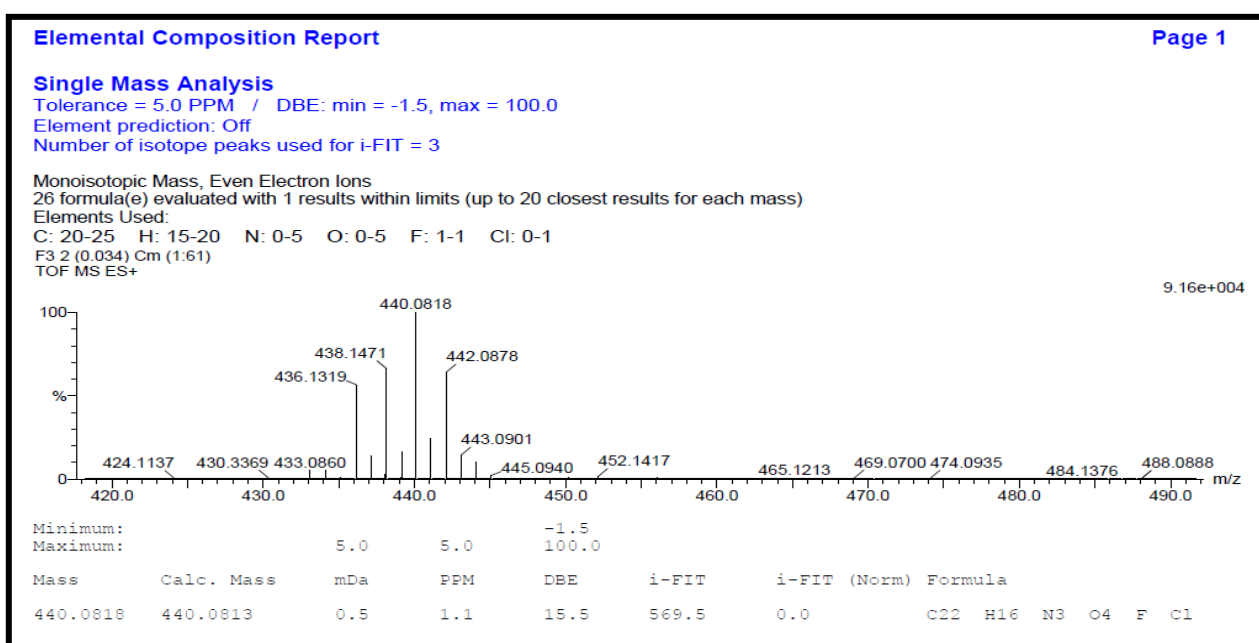 Elemental Composition Report Page 1
Single Mass Analysis
Tolerance = 5.0 PPM / DBE: min = -1.5, max = 100.0
Element prediction: Off
Number of isotope peaks used for i-FIT = 3
Monoisotopic Mass, Even Electron Ions
26 formula(e) evaluated with 1 results within limits (up to 20 closest results for each mass)
Elements Used:
C: 20-25 H: 15-20 N: 0-5 O: 0-5 F: 1-1 Cl: 0-1
F3 2 (0.034) Cm (1:61)
TOF MS ES+
9.16e+004
100 440.0818
438.1471 442.0878
436.1319
%
443.0901
424.1137 430.3369 433.0860 445.0940 452.1417 465.1213 469.0700 474.0935 484.1376 488.0888
0 m/z
420.0 430.0 440.0 450.0 460.0 470.0 480.0 490.0
Minimum: -1.5
Maximum: 5.0 5.0 100.0
Mass Calc. Mass mDa PPM DBE i-FIT i-FIT (Norm) Formula
440.0818 440.0813 0.5 1.1 15.5 569.5 0.0 C22 H16 N3 O4 F Cl